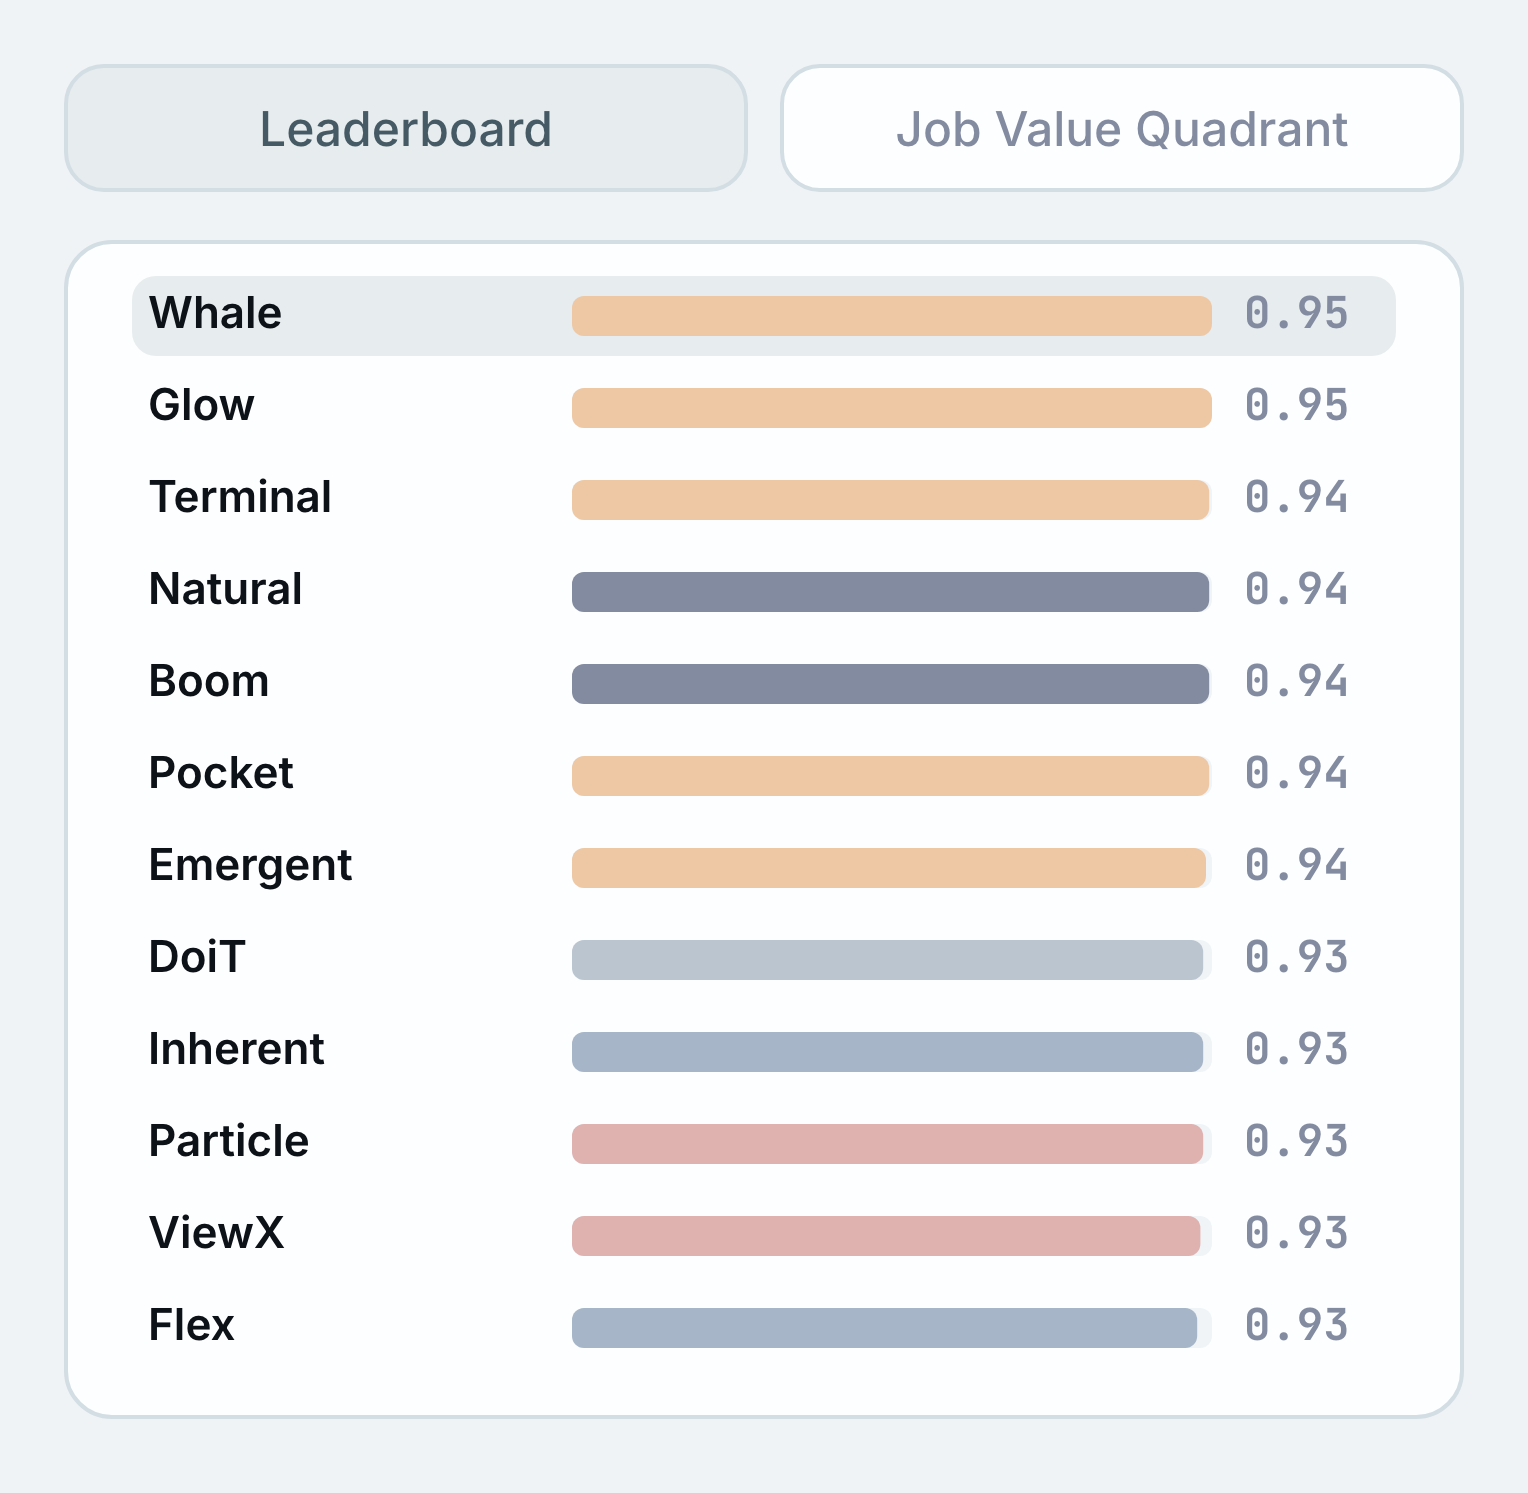 Leaderboard
Job Value Quadrant
Whale 0.95
Glow 0.95
Terminal 0.94
Natural 0.94
Boom 0.94
Pocket 0.94
Emergent 0.94
DoiT 0.93
Inherent 0.93
Particle 0.93
ViewX 0.93
Flex 0.93